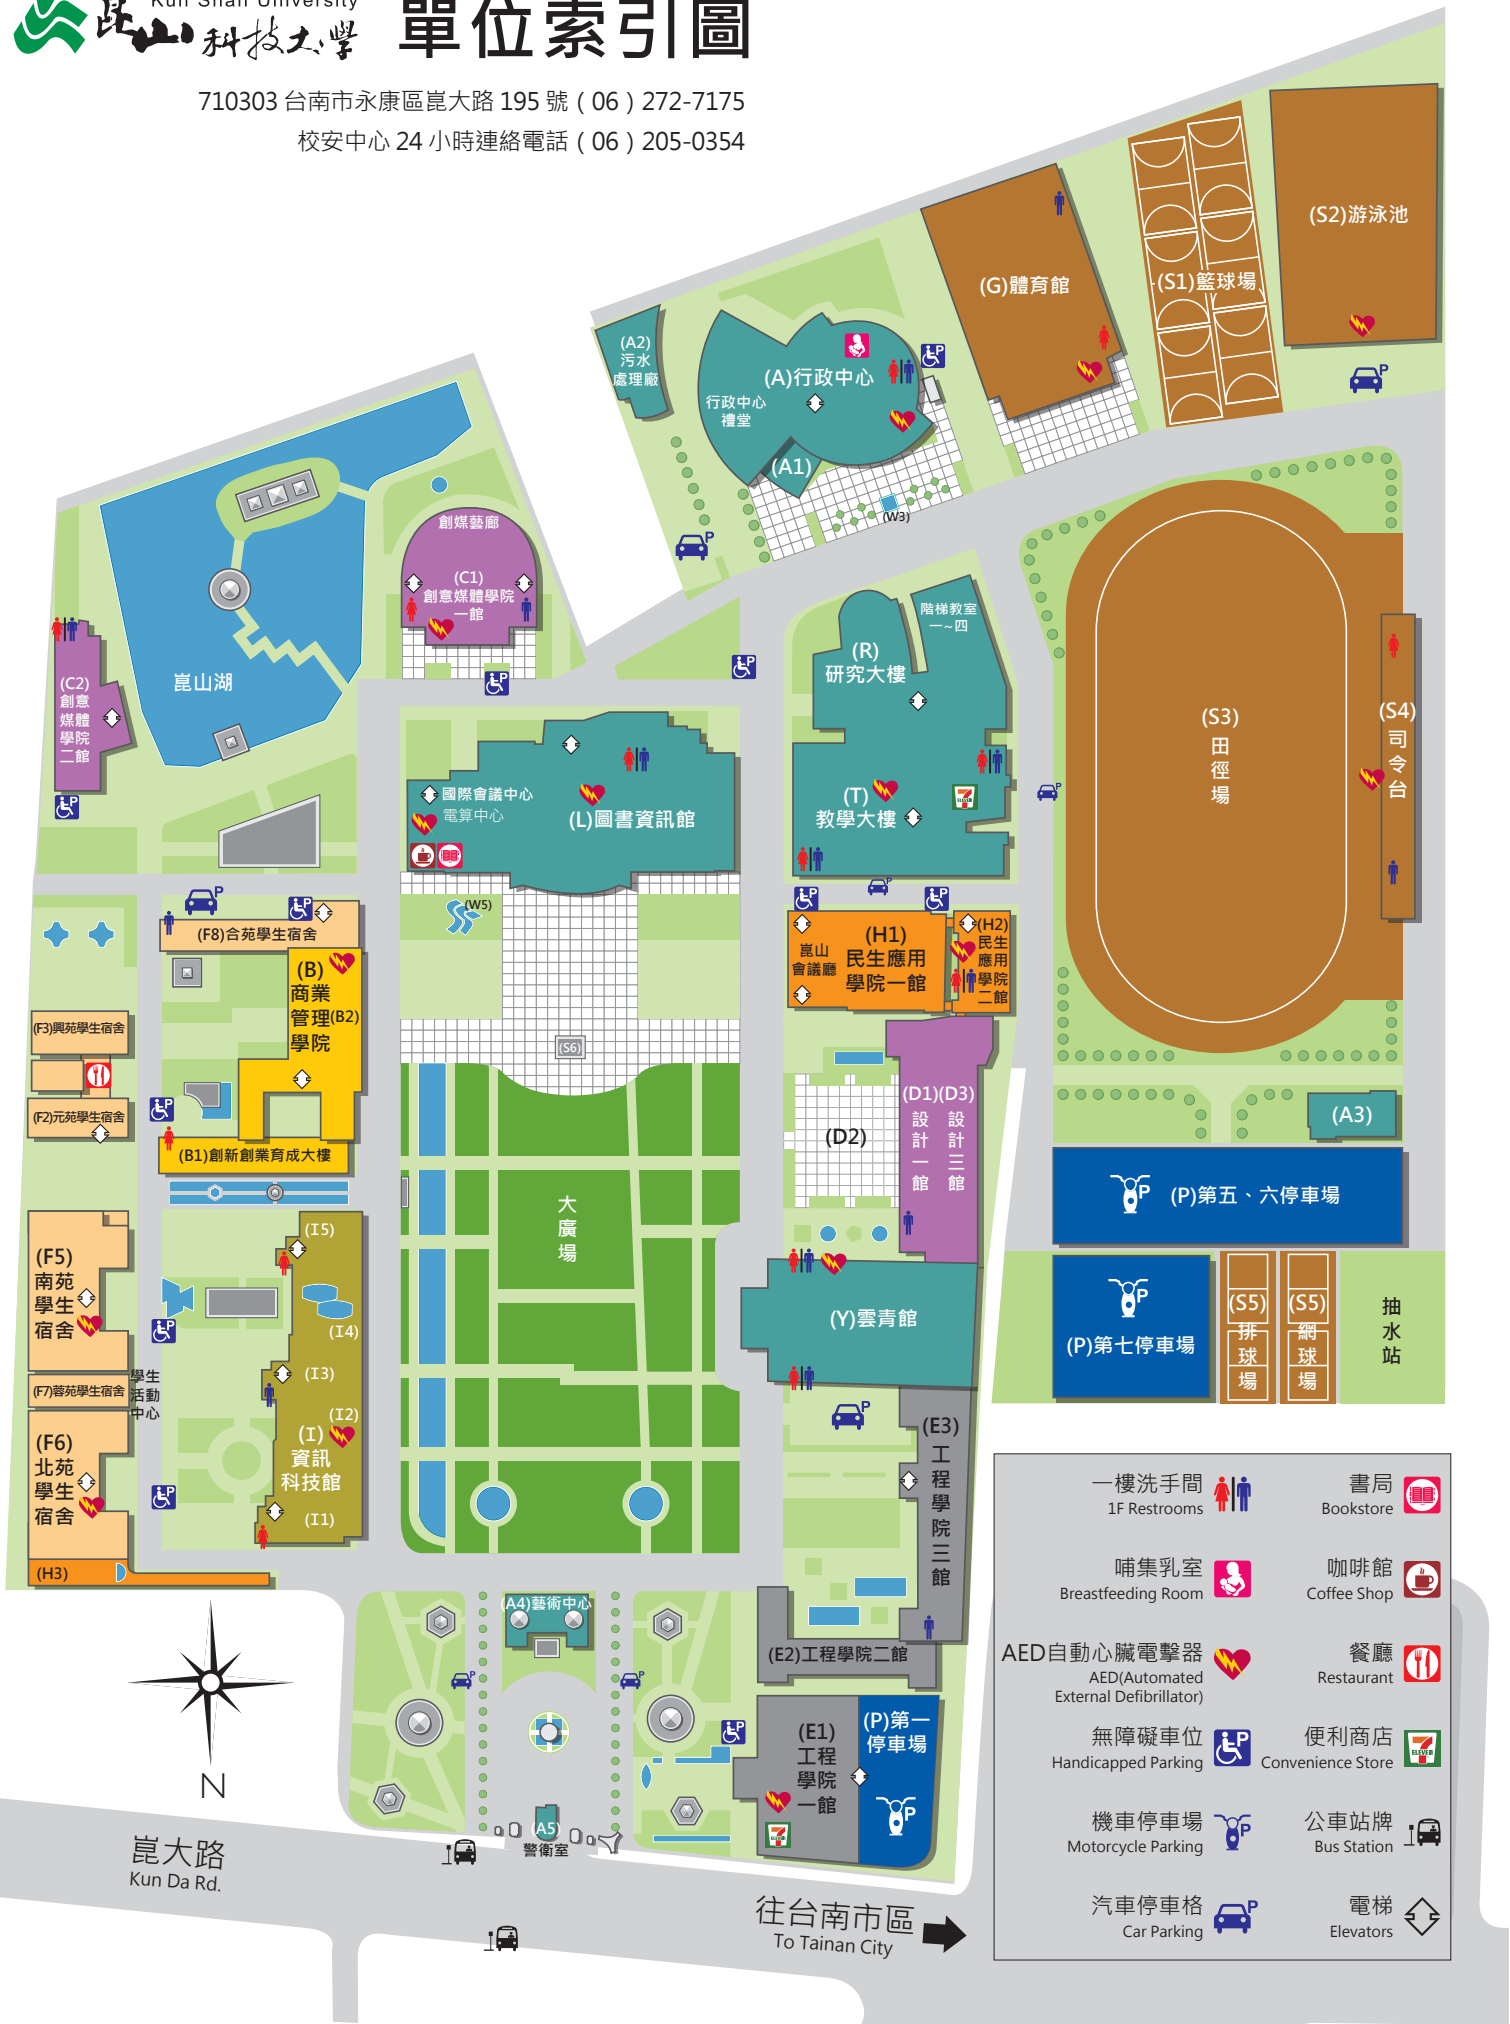 Kun Shan University
崑山科技大學
單位索引圖
710303 台南市永康區崑大路 195 號 ( 06 ) 272-7175
校安中心 24 小時連絡電話 ( 06 ) 205-0354
(S2)游泳池
(S1)籃球場
(G)體育館
(A2)
污水
處理廠
(A)行政中心
行政中心
禮堂
(A1)
(W3)
創媒藝廊
(C1)
創意媒體學院
一館
崑山湖
(C2)
創意
媒體
學院
二館
P
階梯教室
一~四
(R)
研究大樓
(T)
教學大樓
7
ELEVEN
(S3)
田
徑
場
(S4)
司
令
台
國際會議中心
電算中心
(L)圖書資訊館
(W5)
(F8)合苑學生宿舍
(B)
商業
管理(B2)
學院
(H1)
民生應用
學院一館
崑山
會議廳
(H2)
民生
應用
學院
二館
(F3)興苑學生宿舍
(F2)元苑學生宿舍
(B1)創新創業育成大樓
(S6)
(D1)(D3)
設計一館
設計三館
(D2)
(A3)
(P)第五、六停車場
大廣場
(F5)
南苑
學生
宿舍
(I5)
(I4)
(I3)
(I2)
(I)
資訊
科技館
(I1)
學生
活動
中心
(F7)蓉苑學生宿舍
(F6)
北苑
學生
宿舍
(H3)
(Y)雲青館
(P)第七停車場
(S5)
排
球
場
(S5)
網
球
場
抽
水
站
(E3)
工
程
學
院
三
館
(A4)藝術中心
(E2)工程學院二館
(E1)
工程
學院
一館
(P)第一
停車場
7
ELEVEN
(A5)
警衛室
N
崑大路
Kun Da Rd.
往台南市區
To Tainan City
一樓洗手間
1F Restrooms
書局
Bookstore
哺集乳室
Breastfeeding Room
咖啡館
Coffee Shop
AED自動心臟電擊器
AED(Automated
External Defibrillator)
餐廳
Restaurant
無障礙車位
Handicapped Parking
便利商店
Convenience Store
7
ELEVEN
機車停車場
Motorcycle Parking
公車站牌
Bus Station
汽車停車格
Car Parking
電梯
Elevators